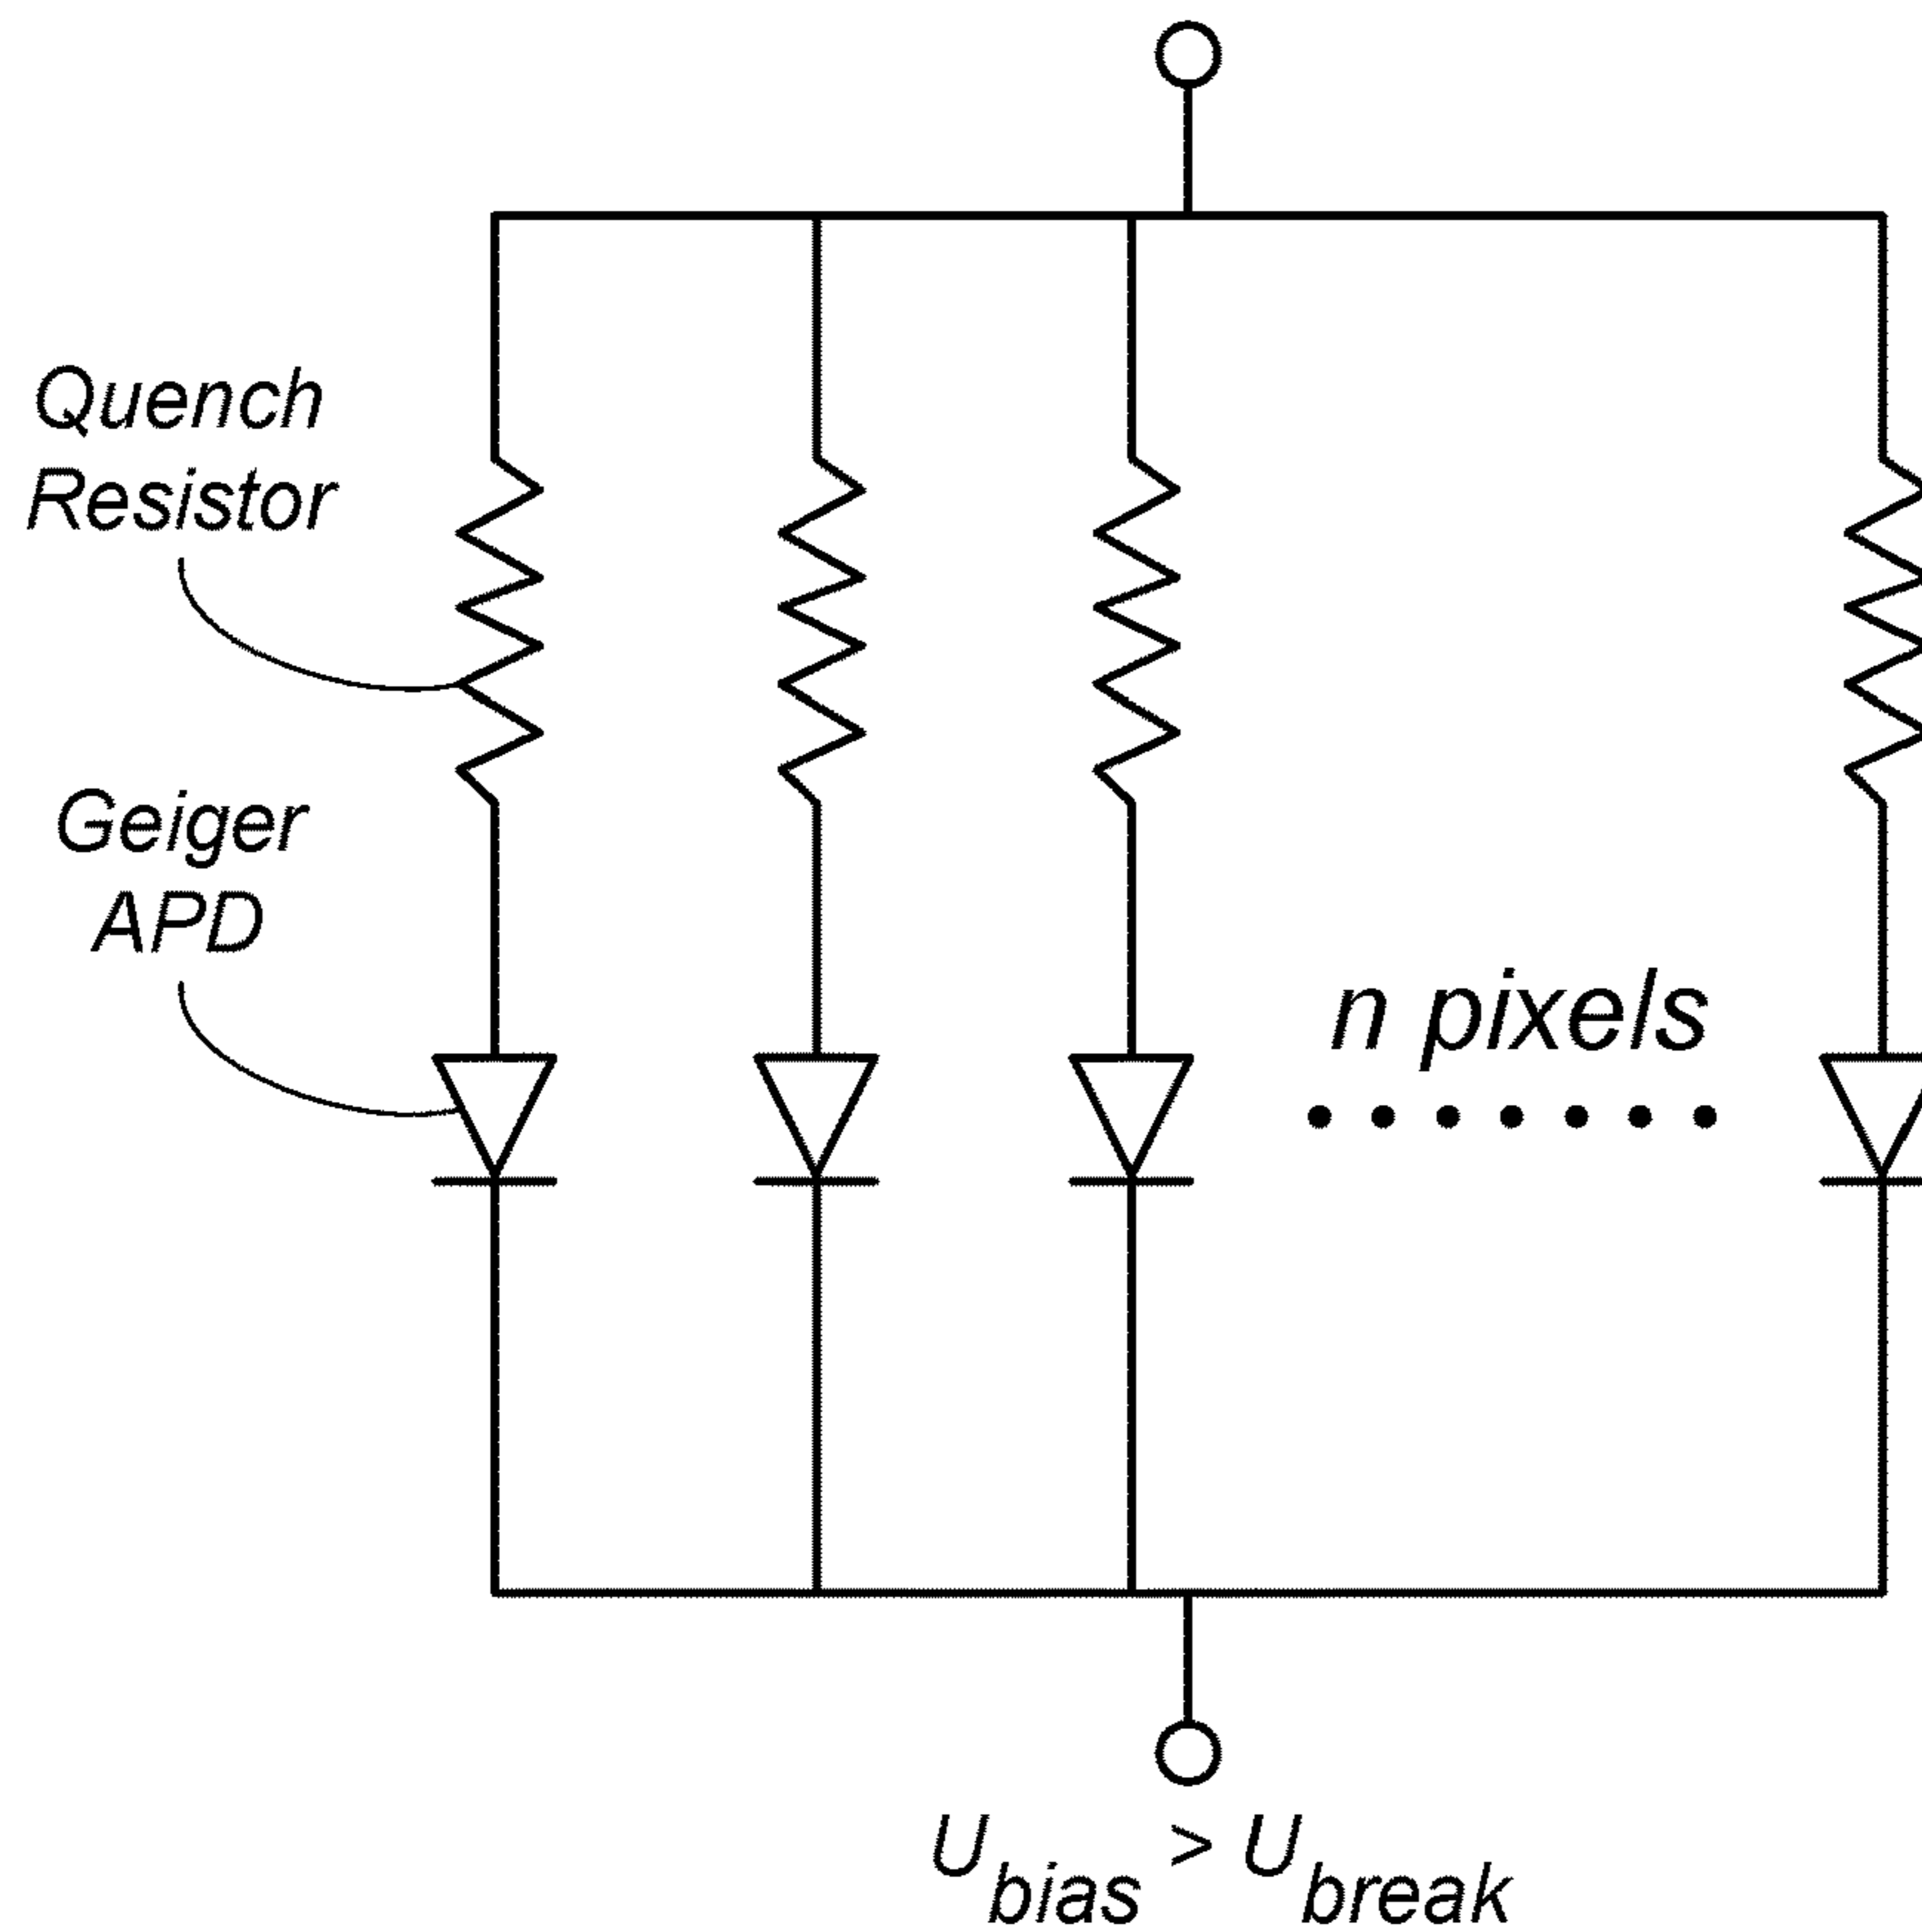 Quench
Resistor
Geiger
APD
n pixels
U_bias > U_break